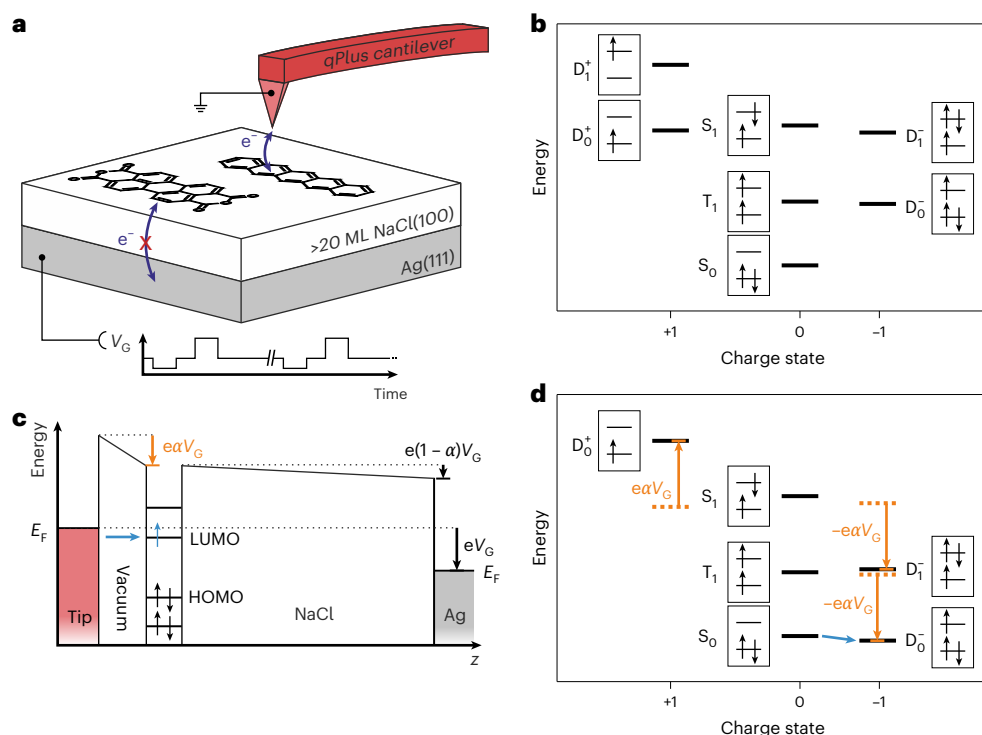 a
qPlus cantilever
e⁻
e⁻
X
>20 ML NaCl(100)
Ag(111)
V_G
Time
b
Energy
D₁⁺
D₀⁺
S₁
T₁
S₀
D₁⁻
D₀⁻
+1
0
−1
Charge state
c
Energy
eαV_G
e(1 − α)V_G
E_F
LUMO
eV_G
E_F
HOMO
Tip
Vacuum
NaCl
Ag
z
d
Energy
D₀⁺
eαV_G
S₁
−eαV_G
T₁
D₁⁻
−eαV_G
S₀
D₀⁻
+1
0
−1
Charge state